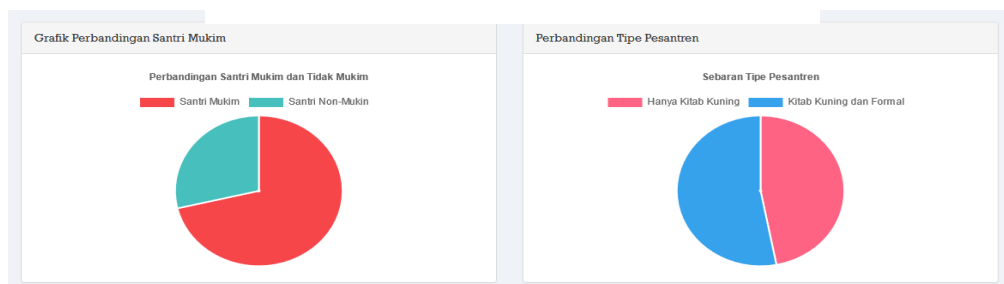 Grafik Perbandingan Santri Mukim
Perbandingan Santri Mukim dan Tidak Mukim
Santri Mukim
Santri Non-Mukin
Perbandingan Tipe Pesantren
Sebaran Tipe Pesantren
Hanya Kitab Kuning
Kitab Kuning dan Formal